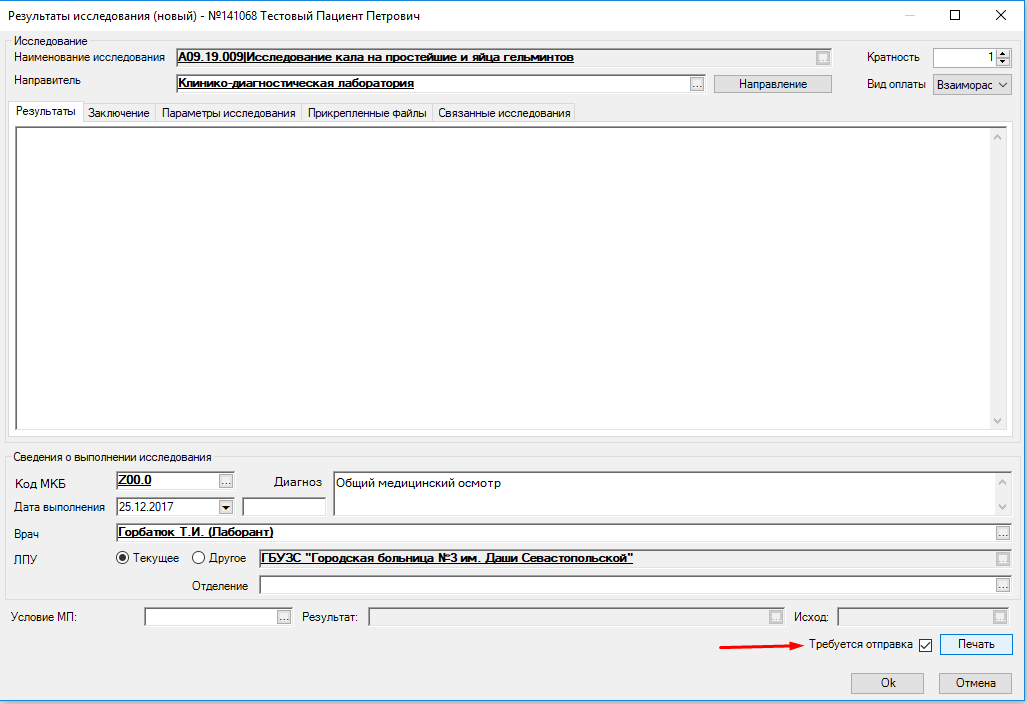 Результаты исследования (новый) - №141068 Тестовый Пациент Петрович
Исследование
Наименование исследования A09.19.009|Исследование кала на простейшие и яйца гельминтов Кратность 1
Направитель Клинико-диагностическая лаборатория ... Направление Вид оплаты Взаиморас
Результаты Заключение Параметры исследования Прикрепленные файлы Связанные исследования
Сведения о выполнении исследования
Код МКБ Z00.0 ... Диагноз Общий медицинский осмотр
Дата выполнения 25.12.2017
Врач Горбатюк Т.И. (Лаборант) ...
ЛПУ Текущее Другое ГБУЗС "Городская больница №3 им. Даши Севастопольской" ...
Отделение ...
Условие МП: ... Результат: ... Исход: ...
Требуется отправка Печать
Ok Отмена